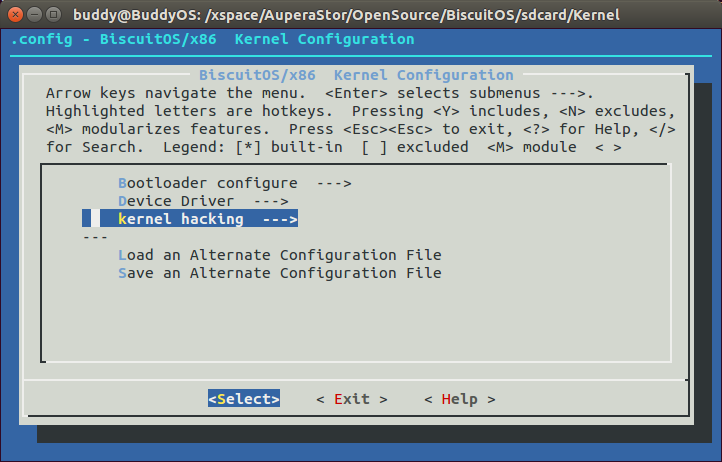 buddy@BuddyOS: /xspace/AuperaStor/OpenSource/BiscuitOS/sdcard/Kernel
.config - BiscuitOS/x86  Kernel Configuration
BiscuitOS/x86  Kernel Configuration
Arrow keys navigate the menu.  <Enter> selects submenus --->.
Highlighted letters are hotkeys.  Pressing <Y> includes, <N> excludes,
<M> modularizes features.  Press <Esc><Esc> to exit, <?> for Help, </>
for Search.  Legend: [*] built-in  [ ] excluded  <M> module  < >
Bootloader configure  --->
Device Driver  --->
kernel hacking  --->
---
Load an Alternate Configuration File
Save an Alternate Configuration File
<Select>    < Exit >    < Help >